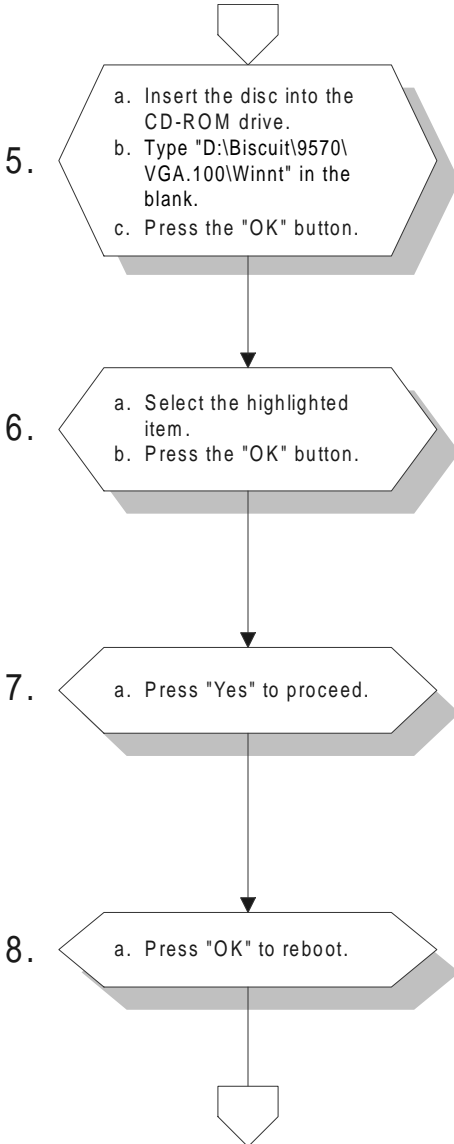 5.
a. Insert the disc into the
CD-ROM drive.
b. Type "D:\Biscuit\9570\
VGA.100\Winnt" in the
blank.
c. Press the "OK" button.
6.
a. Select the highlighted
item.
b. Press the "OK" button.
7.
a. Press "Yes" to proceed.
8.
a. Press "OK" to reboot.